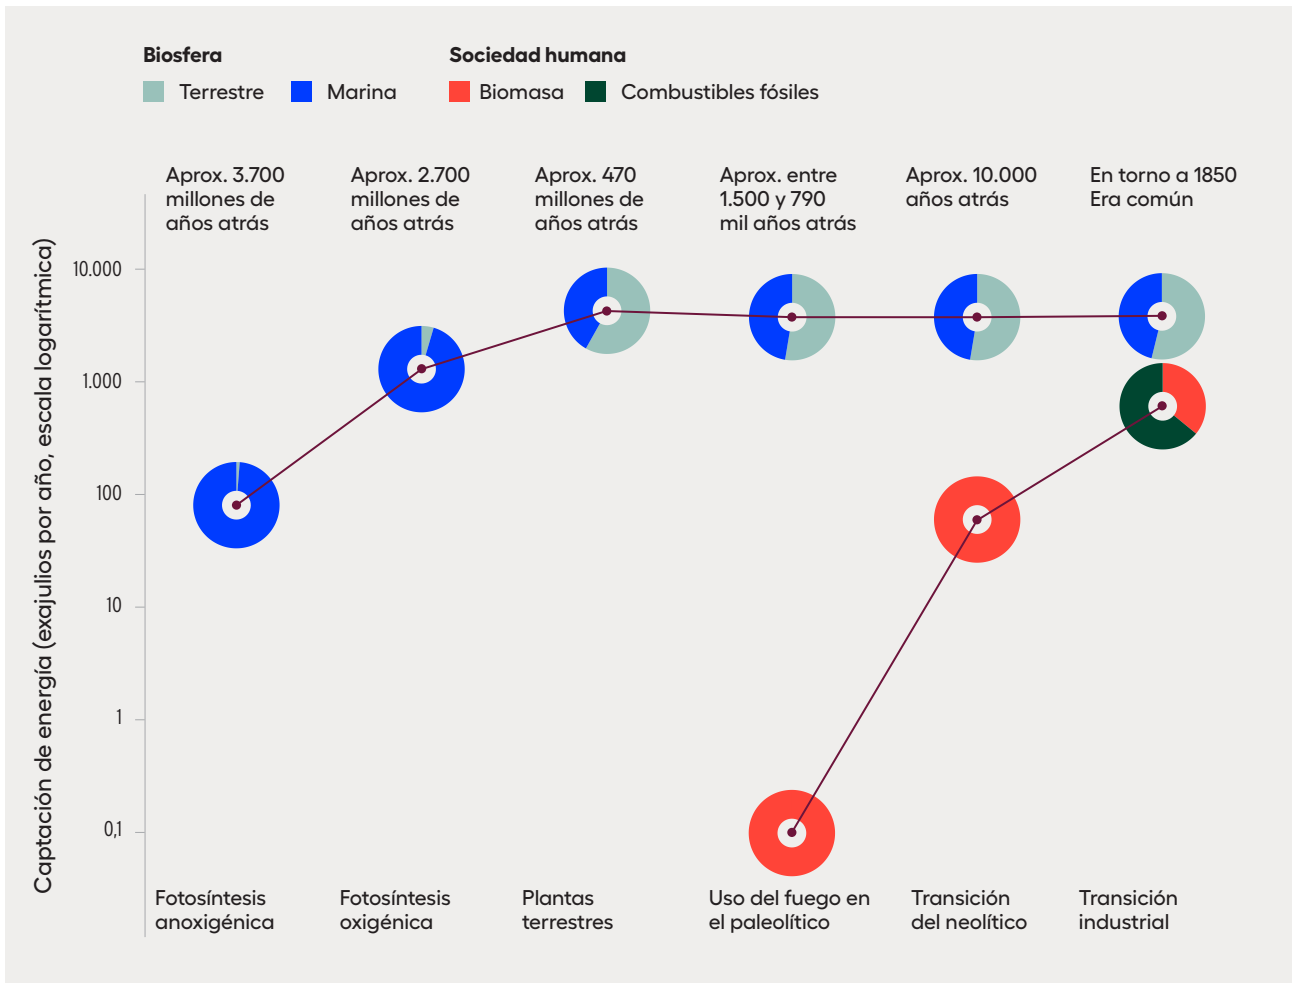 Biosfera
Sociedad humana
Terrestre
Marina
Biomasa
Combustibles fósiles
Aprox. 3.700
millones de
años atrás
Aprox. 2.700
millones de
años atrás
Aprox. 470
millones de
años atrás
Aprox. entre
1.500 y 790
mil años atrás
Aprox. 10.000
años atrás
En torno a 1850
Era común
Captación de energía (exajulios por año, escala logarítmica)
10.000
1.000
100
10
1
0,1
Fotosíntesis
anoxigénica
Fotosíntesis
oxigénica
Plantas
terrestres
Uso del fuego en
el paleolítico
Transición
del neolítico
Transición
industrial